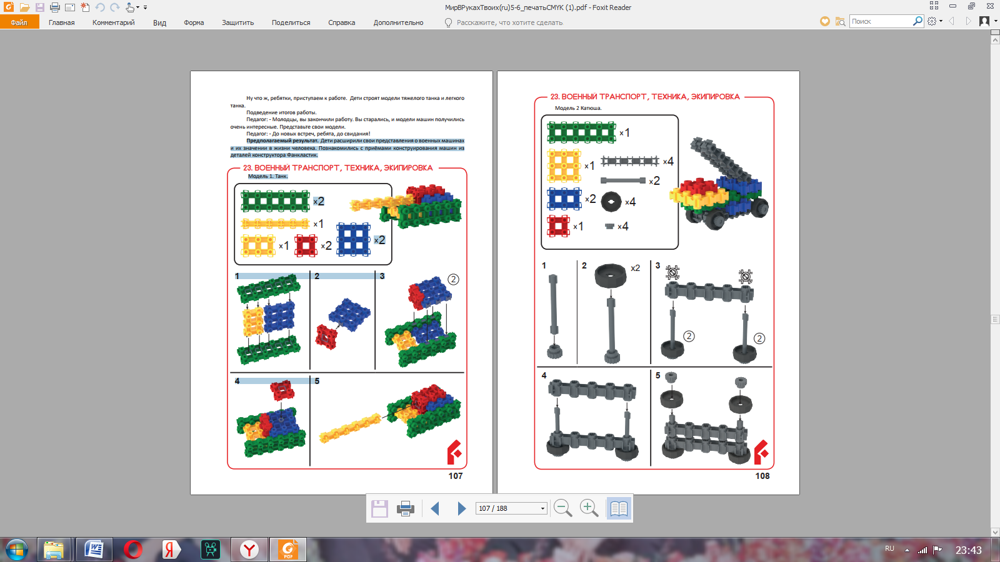 МирВРукахТвоих(ru)5-6_печатьCMYK (1).pdf - Foxit Reader
Файл
Главная
Комментарий
Вид
Форма
Защитить
Поделиться
Справка
Дополнительно
Расскажите, что хотите сделать
Поиск
Ну что ж, ребятки, приступаем к работе. Дети строят модели тяжелого танка и легкого
танка.
Подведение итогов работы.
Педагог: - Молодцы, вы закончили работу. Вы старались, и модели машин получились
очень интересные. Представьте свои модели.
Педагог: - До новых встреч, ребята, до свидания!
Предполагаемый результат. Дети расширили свои представления о военных машинах
и их значении в жизни человека. Познакомились с приёмами конструирования машин из
деталей конструктора Фанкластик.
23. ВОЕННЫЙ ТРАНСПОРТ, ТЕХНИКА, ЭКИПИРОВКА
Модель 1. Танк.
×2
×1
×1
×2
×2
1
2
3
2
4
5
107
23. ВОЕННЫЙ ТРАНСПОРТ, ТЕХНИКА, ЭКИПИРОВКА
Модель 2 Катюша.
×1
×1
×4
×2
×2
×4
×1
×4
1
2
x2
3
2
2
4
5
108
107 / 188
PDF
RU
23:43